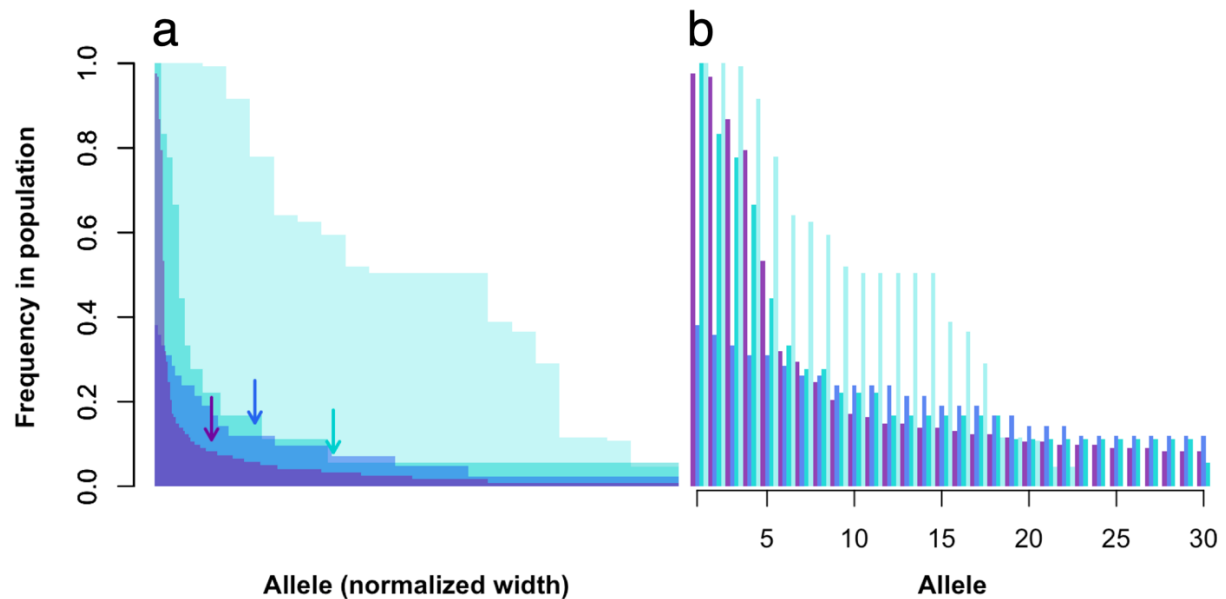 a
b
Frequency in population
1.0
0.8
0.6
0.4
0.2
0.0
5 10 15 20 25 30
Allele (normalized width)
Allele